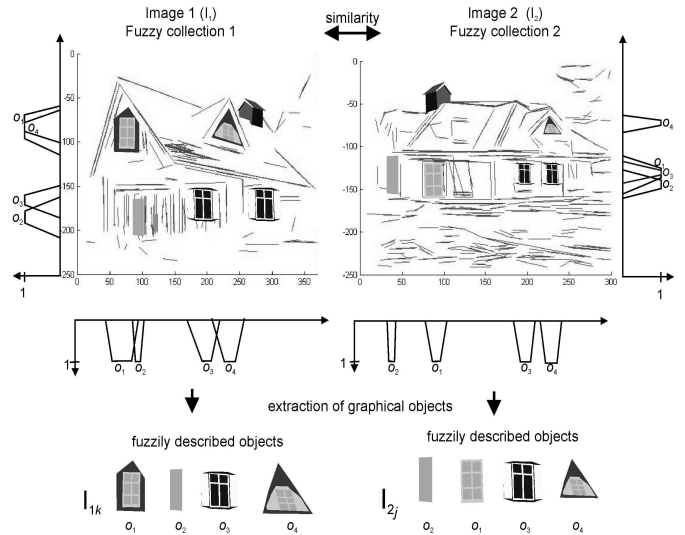 Image 1 (I₁)
Fuzzy collection 1
similarity
Image 2 (I₂)
Fuzzy collection 2
0
-50
-100
150
200
-250
0 50 100 150 200 250 300 350
o₁
o₄
o₃
o₂
1
0
-50
-100
-150
-200
-250
0 50 100 150 200 250 300
o₄
o₁
o₃
o₂
1
1
o₁ o₂ o₃ o₄
1
o₂ o₁ o₃ o₄
extraction of graphical objects
fuzzily described objects
fuzzily described objects
I₁ₖ
o₁ o₂ o₃ o₄
I₂ⱼ
o₂ o₁ o₃ o₄